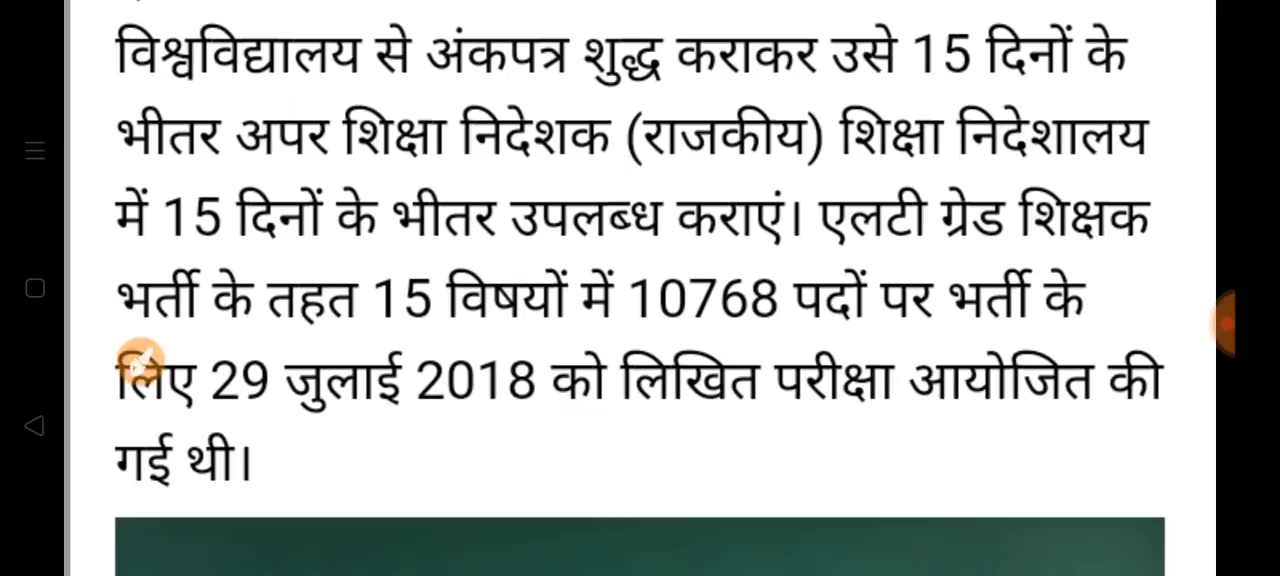 विश्वविद्यालय से अंकपत्र शुद्ध कराकर उसे 15 दिनों के
भीतर अपर शिक्षा निदेशक (राजकीय) शिक्षा निदेशालय
में 15 दिनों के भीतर उपलब्ध कराएं। एलटी ग्रेड शिक्षक
भर्ती के तहत 15 विषयों में 10768 पदों पर भर्ती के
लिए 29 जुलाई 2018 को लिखित परीक्षा आयोजित की
गई थी।